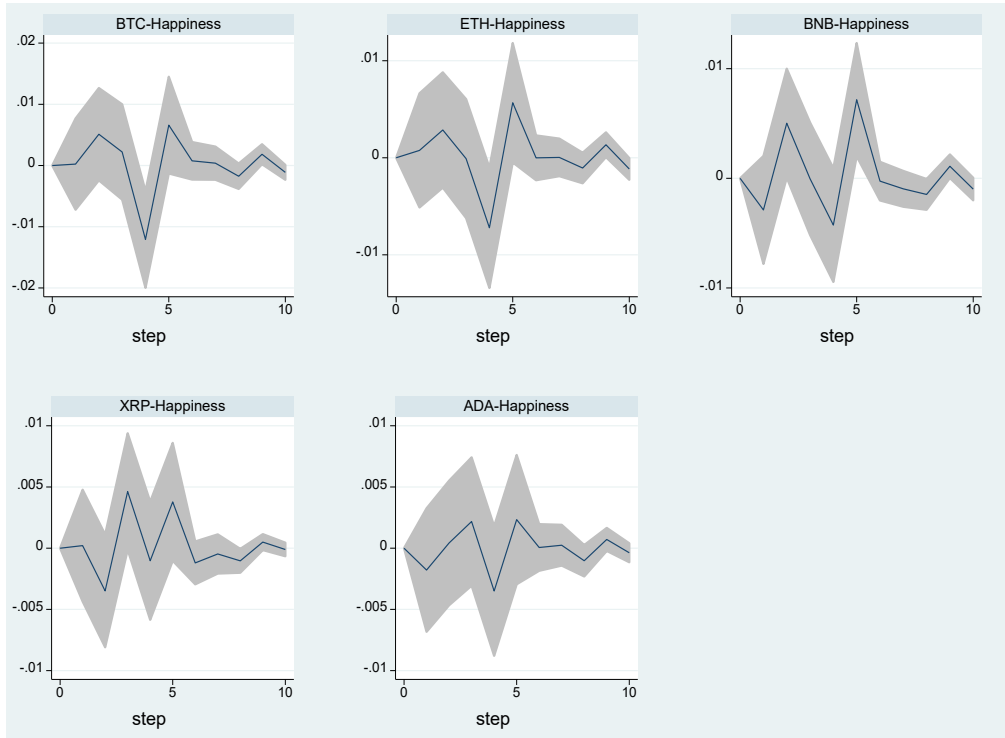 BTC-Happiness
.02
.01
0
-.01
-.02
0 5 10
step
ETH-Happiness
.01
0
-.01
0 5 10
step
BNB-Happiness
.01
0
-.01
0 5 10
step
XRP-Happiness
.01
.005
0
-.005
-.01
0 5 10
step
ADA-Happiness
.01
.005
0
-.005
-.01
0 5 10
step